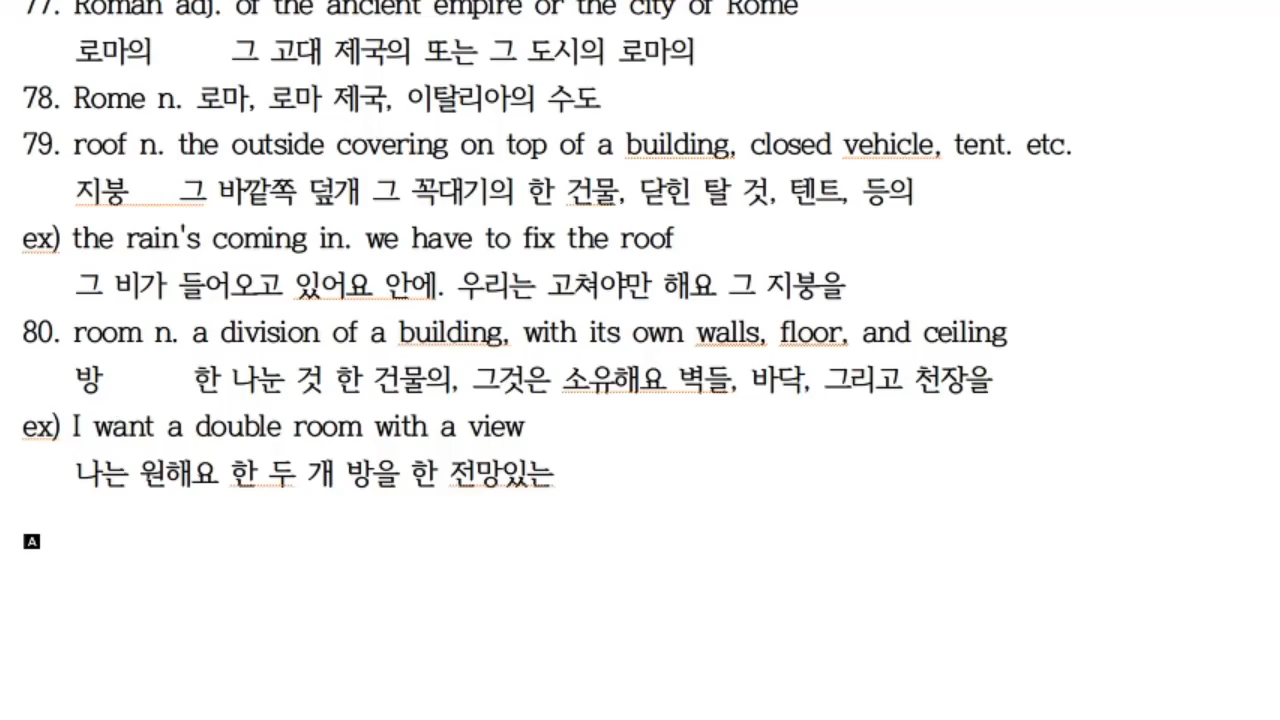 77. Roman adj. of the ancient empire or the city of Rome
로마의 그 고대 제국의 또는 그 도시의 로마의
78. Rome n. 로마, 로마 제국, 이탈리아의 수도
79. roof n. the outside covering on top of a building, closed vehicle, tent. etc.
지붕 그 바깥쪽 덮개 그 꼭대기의 한 건물, 닫힌 탈 것, 텐트, 등의
ex) the rain's coming in. we have to fix the roof
그 비가 들어오고 있어요 안에. 우리는 고쳐야만 해요 그 지붕을
80. room n. a division of a building, with its own walls, floor, and ceiling
방 한 나눈 것 한 건물의, 그것은 소유해요 벽들, 바닥, 그리고 천장을
ex) I want a double room with a view
나는 원해요 한 두 개 방을 한 전망있는
A